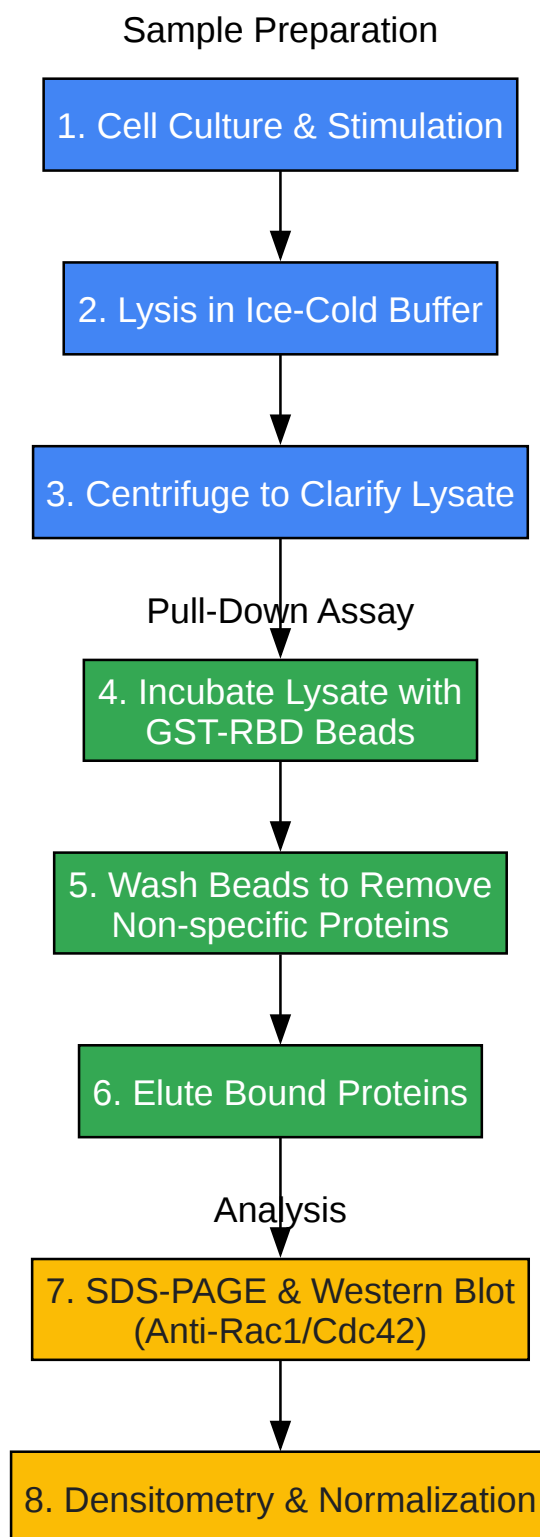 Sample Preparation
1. Cell Culture & Stimulation
2. Lysis in Ice-Cold Buffer
3. Centrifuge to Clarify Lysate
Pull-Down Assay
4. Incubate Lysate with
GST-RBD Beads
5. Wash Beads to Remove
Non-specific Proteins
6. Elute Bound Proteins
Analysis
7. SDS-PAGE & Western Blot
(Anti-Rac1/Cdc42)
8. Densitometry & Normalization